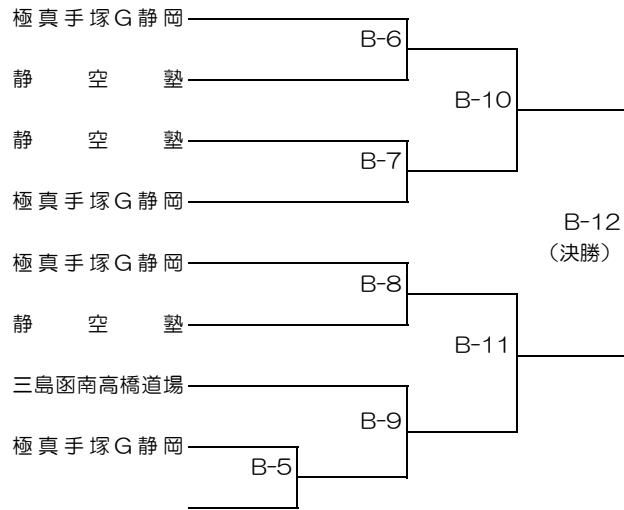 極真手塚G静岡
B-6
静空塾
B-10
静空塾
B-7
極真手塚G静岡
B-12
(決勝)
極真手塚G静岡
B-8
静空塾
B-11
三島函南高橋道場
B-9
極真手塚G静岡
B-5